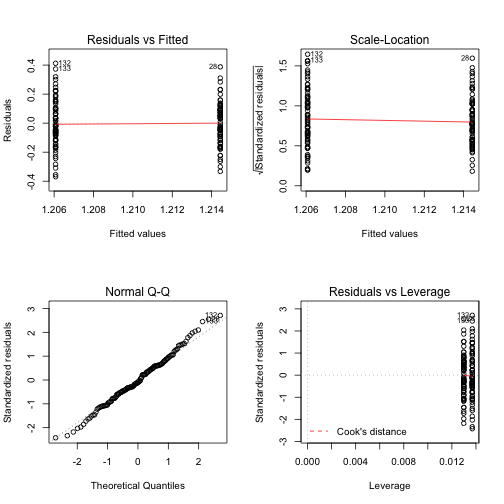 Residuals vs Fitted
Residuals
-0.4 -0.2 0.0 0.2 0.4
132
133
28
1.206 1.208 1.210 1.212 1.214
Fitted values
Scale-Location
√|Standardized residuals|
0.0 0.5 1.0 1.5
132
133
28
1.206 1.208 1.210 1.212 1.214
Fitted values
Normal Q-Q
Standardized residuals
-2 -1 0 1 2 3
132
-2 -1 0 1 2
Theoretical Quantiles
Residuals vs Leverage
Standardized residuals
-3 -2 -1 0 1 2 3
132
Cook's distance
0.000 0.004 0.008 0.012
Leverage